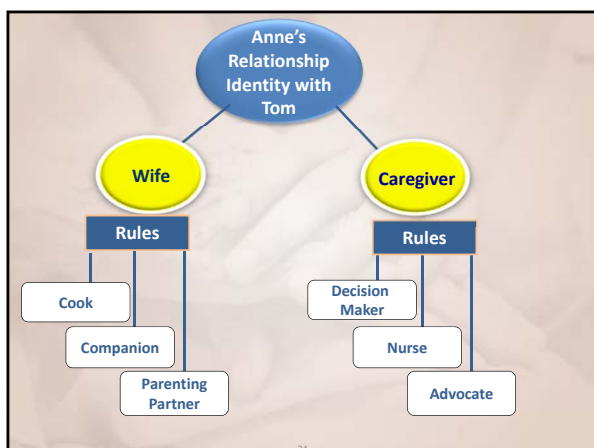 Anne's
Relationship
Identity with
Tom
Wife
Caregiver
Rules
Rules
Cook
Companion
Parenting
Partner
Decision
Maker
Nurse
Advocate